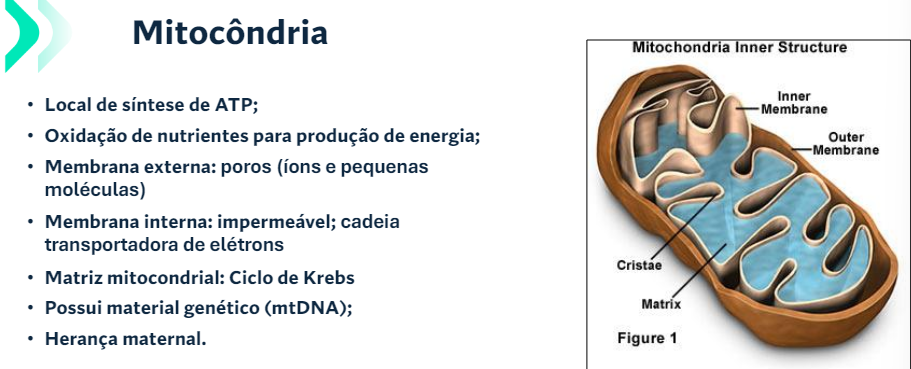 Mitocôndria
• Local de síntese de ATP;
• Oxidação de nutrientes para produção de energia;
• Membrana externa: poros (íons e pequenas
moléculas)
• Membrana interna: impermeável; cadeia
transportadora de elétrons
• Matriz mitocondrial: Ciclo de Krebs
• Possui material genético (mtDNA);
• Herança maternal.
Mitochondria Inner Structure
Inner
Membrane
Outer
Membrane
Cristae
Matrix
Figure 1